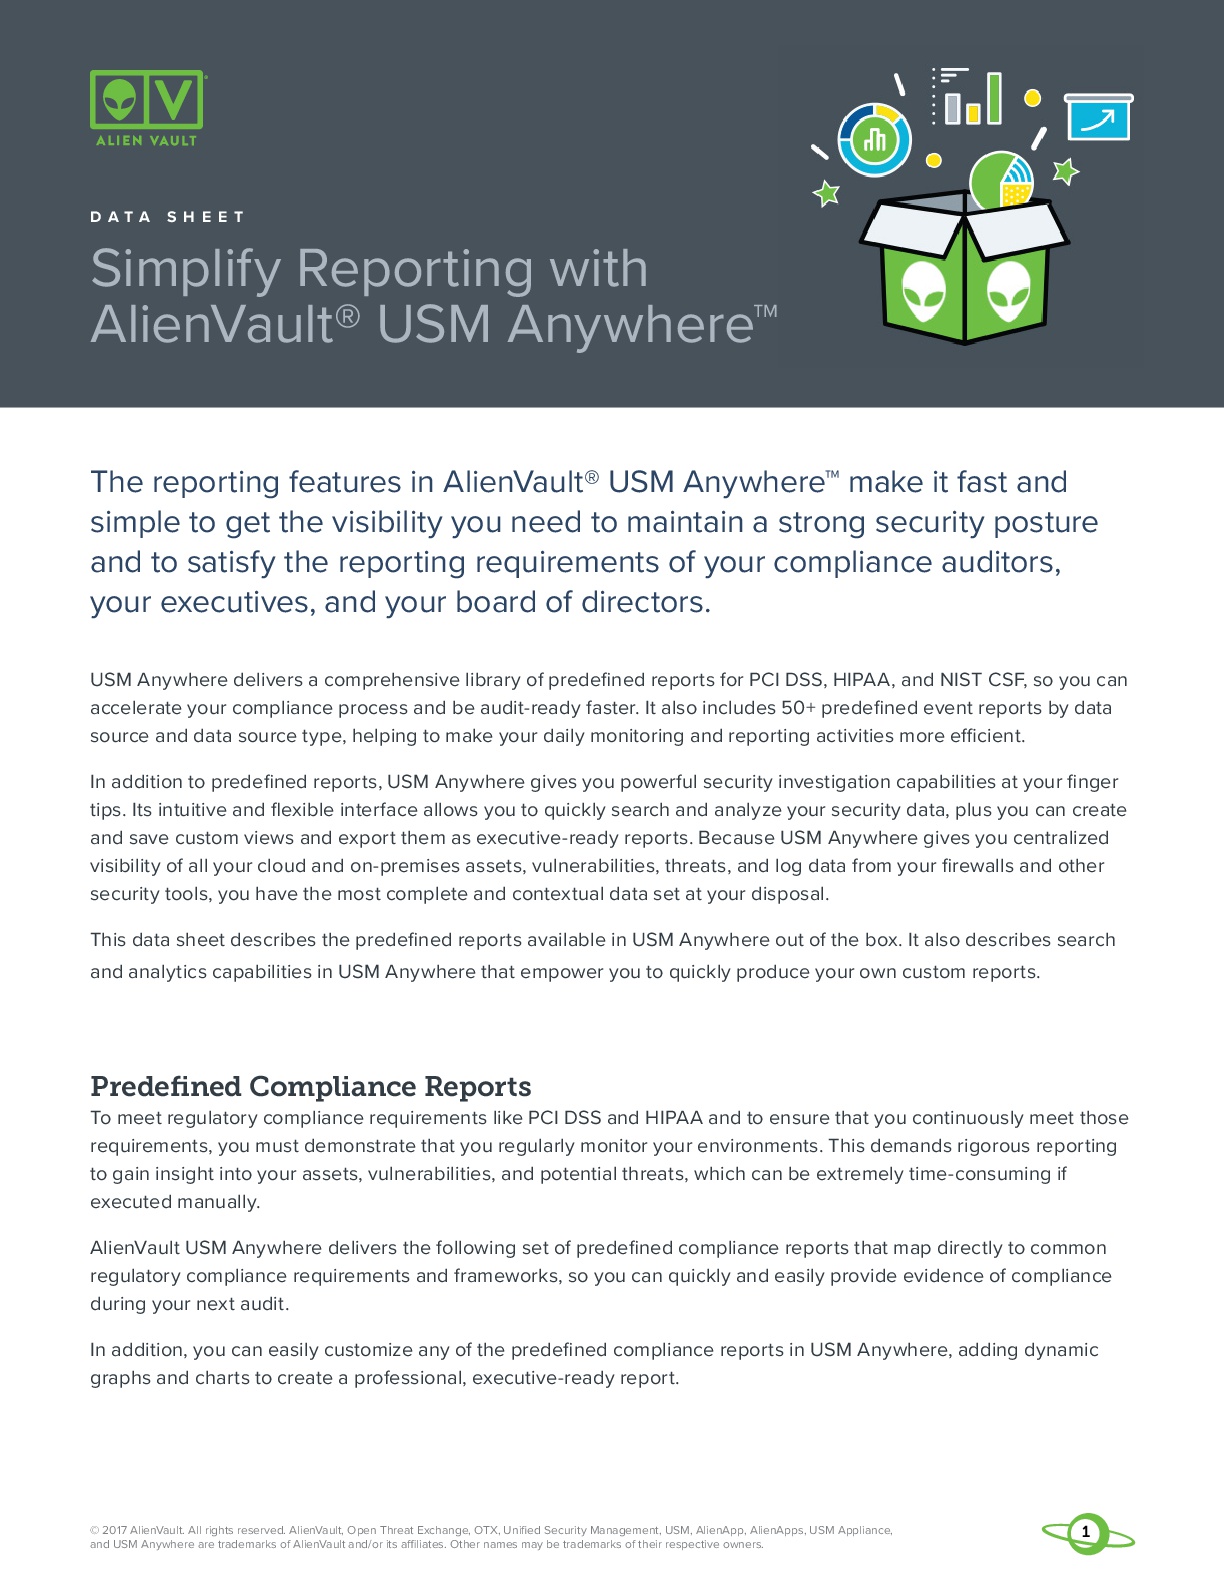 ALIEN VAULT
DATA SHEET
Simplify Reporting with
AlienVault® USM Anywhere™
The reporting features in AlienVault® USM Anywhere™ make it fast and
simple to get the visibility you need to maintain a strong security posture
and to satisfy the reporting requirements of your compliance auditors,
your executives, and your board of directors.
USM Anywhere delivers a comprehensive library of predefined reports for PCI DSS, HIPAA, and NIST CSF, so you can
accelerate your compliance process and be audit-ready faster. It also includes 50+ predefined event reports by data
source and data source type, helping to make your daily monitoring and reporting activities more efficient.
In addition to predefined reports, USM Anywhere gives you powerful security investigation capabilities at your finger
tips. Its intuitive and flexible interface allows you to quickly search and analyze your security data, plus you can create
and save custom views and export them as executive-ready reports. Because USM Anywhere gives you centralized
visibility of all your cloud and on-premises assets, vulnerabilities, threats, and log data from your firewalls and other
security tools, you have the most complete and contextual data set at your disposal.
This data sheet describes the predefined reports available in USM Anywhere out of the box. It also describes search
and analytics capabilities in USM Anywhere that empower you to quickly produce your own custom reports.
Predefined Compliance Reports
To meet regulatory compliance requirements like PCI DSS and HIPAA and to ensure that you continuously meet those
requirements, you must demonstrate that you regularly monitor your environments. This demands rigorous reporting
to gain insight into your assets, vulnerabilities, and potential threats, which can be extremely time-consuming if
executed manually.
AlienVault USM Anywhere delivers the following set of predefined compliance reports that map directly to common
regulatory compliance requirements and frameworks, so you can quickly and easily provide evidence of compliance
during your next audit.
In addition, you can easily customize any of the predefined compliance reports in USM Anywhere, adding dynamic
graphs and charts to create a professional, executive-ready report.
© 2017 AlienVault. All rights reserved. AlienVault, Open Threat Exchange, OTX, Unified Security Management, USM, AlienApp, AlienApps, USM Appliance,
and USM Anywhere are trademarks of AlienVault and/or its affiliates. Other names may be trademarks of their respective owners.
1